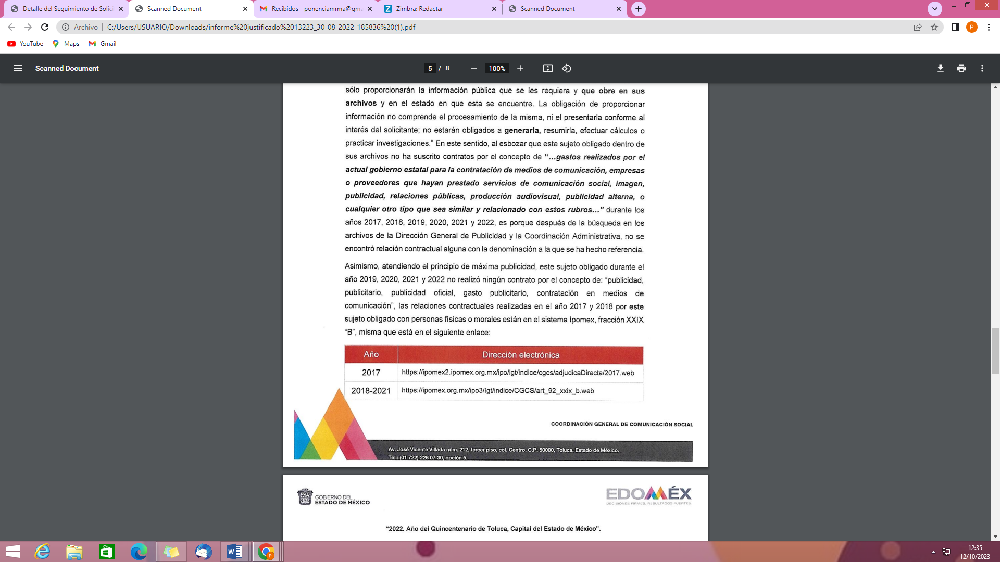 Detalle del Seguimiento de Solici
Scanned Document
Recibidos - ponenciamrma@gma
Zimbra: Redactar
Scanned Document
Archivo
C:/Users/USUARIO/Downloads/informe%20justificado%2013223_30-08-2022-185836%20(1).pdf
P
YouTube
Maps
Gmail
Scanned Document
5 / 8
100%
sólo proporcionarán la información pública que se les requiera y que obre en sus
archivos y en el estado en que esta se encuentre. La obligación de proporcionar
información no comprende el procesamiento de la misma, ni el presentarla conforme al
interés del solicitante; no estarán obligados a generarla, resumirla, efectuar cálculos o
practicar investigaciones.” En este sentido, al esbozar que este sujeto obligado dentro de
sus archivos no ha suscrito contratos por el concepto de “…gastos realizados por el
actual gobierno estatal para la contratación de medios de comunicación, empresas
o proveedores que hayan prestado servicios de comunicación social, imagen,
publicidad, relaciones públicas, producción audiovisual, publicidad alterna, o
cualquier otro tipo que sea similar y relacionado con estos rubros…” durante los
años 2017, 2018, 2019, 2020, 2021 y 2022, es porque después de la búsqueda en los
archivos de la Dirección General de Publicidad y la Coordinación Administrativa, no se
encontró relación contractual alguna con la denominación a la que se ha hecho referencia.
Asimismo, atendiendo el principio de máxima publicidad, este sujeto obligado durante el
año 2019, 2020, 2021 y 2022 no realizó ningún contrato por el concepto de: “publicidad,
publicitario, publicidad oficial, gasto publicitario, contratación en medios de
comunicación”, las relaciones contractuales realizadas en el año 2017 y 2018 por este
sujeto obligado con personas físicas o morales están en el sistema Ipomex, fracción XXIX
“B”, misma que está en el siguiente enlace:
Año Dirección electrónica
2017 https://ipomex2.ipomex.org.mx/ipo/lgt/indice/cgcs/adjudicaDirecta/2017.web
2018-2021 https://ipomex.org.mx/ipo3/lgt/indice/CGCS/art_92_xxix_b.web
COORDINACIÓN GENERAL DE COMUNICACIÓN SOCIAL
Av. José Vicente Villada núm. 212, tercer piso, col. Centro, C.P. 50000, Toluca, Estado de México.
Tel.: (01 722) 226 07 30, opción 5.
GOBIERNO DEL
ESTADO DE MÉXICO
EDOMÉX
DECISIONES FIRMES, RESULTADOS FUERTES.
“2022. Año del Quincentenario de Toluca, Capital del Estado de México”.
12:35
12/10/2023